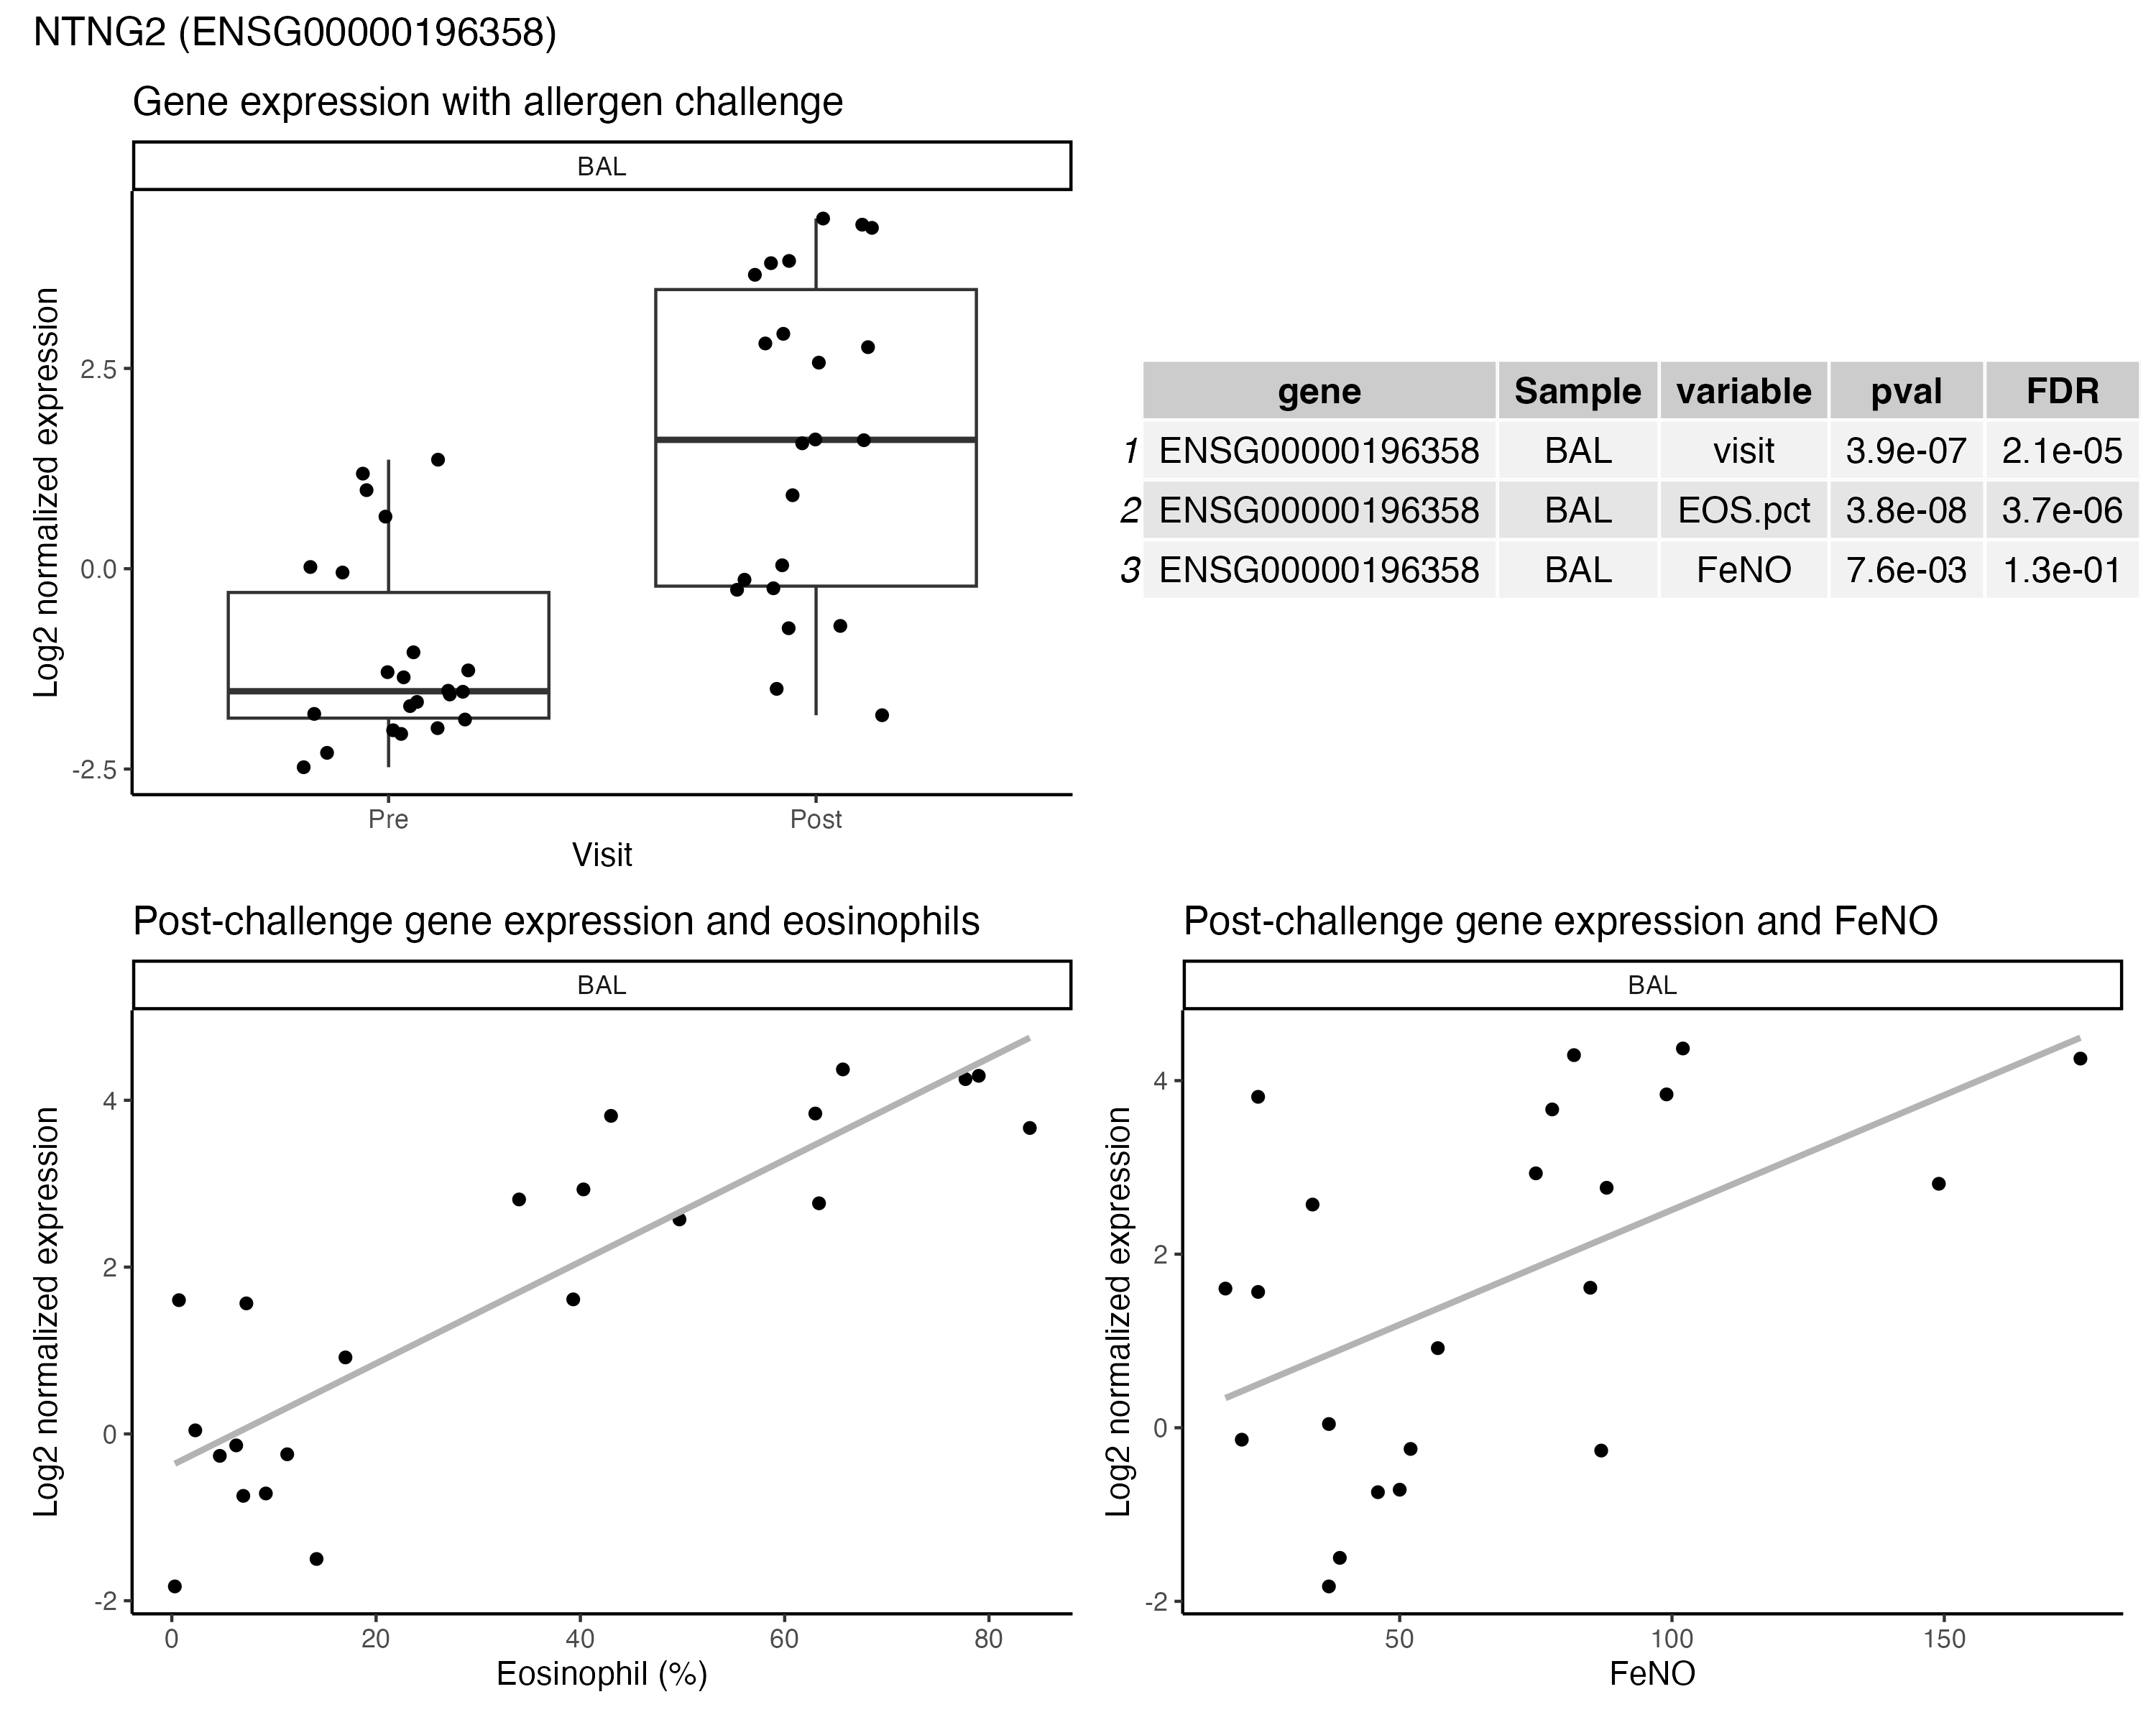 NTNG2 (ENSG00000196358)
Gene expression with allergen challenge
BAL
Log2 normalized expression
2.5
0.0
-2.5
Pre Post
Visit
gene Sample variable pval FDR
1 ENSG00000196358 BAL visit 3.9e-07 2.1e-05
2 ENSG00000196358 BAL EOS.pct 3.8e-08 3.7e-06
3 ENSG00000196358 BAL FeNO 7.6e-03 1.3e-01
Post-challenge gene expression and eosinophils
BAL
Log2 normalized expression
4
2
0
-2
0 20 40 60 80
Eosinophil (%)
Post-challenge gene expression and FeNO
BAL
Log2 normalized expression
4
2
0
-2
50 100 150
FeNO